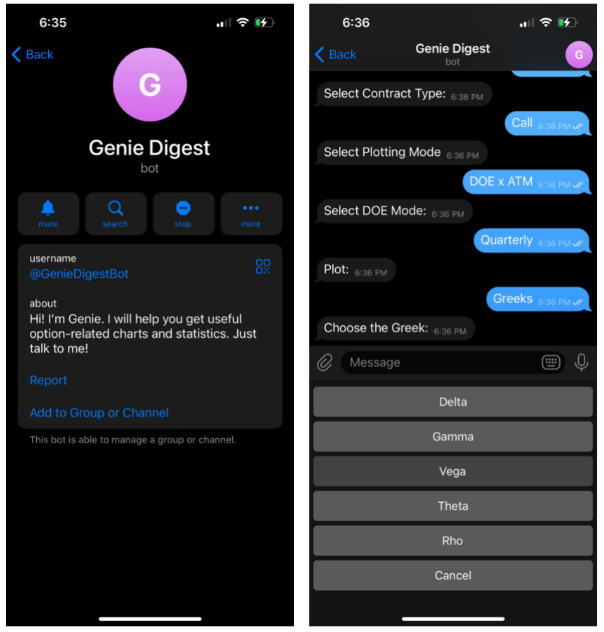 6:35
Back
G
Genie Digest
bot
mute
search
stop
more
username
@GenieDigestBot
about
Hi! I'm Genie. I will help you get useful
option-related charts and statistics. Just
talk to me!
Report
Add to Group or Channel
This bot is able to manage a group or channel.
6:36
Back
Genie Digest
bot
G
Select Contract Type: 6:36 PM
Call 6:36 PM
Select Plotting Mode 6:36 PM
DOE x ATM 6:36 PM
Select DOE Mode: 6:36 PM
Quarterly 6:36 PM
Plot: 6:36 PM
Greeks 6:36 PM
Choose the Greek: 6:36 PM
Message
Delta
Gamma
Vega
Theta
Rho
Cancel